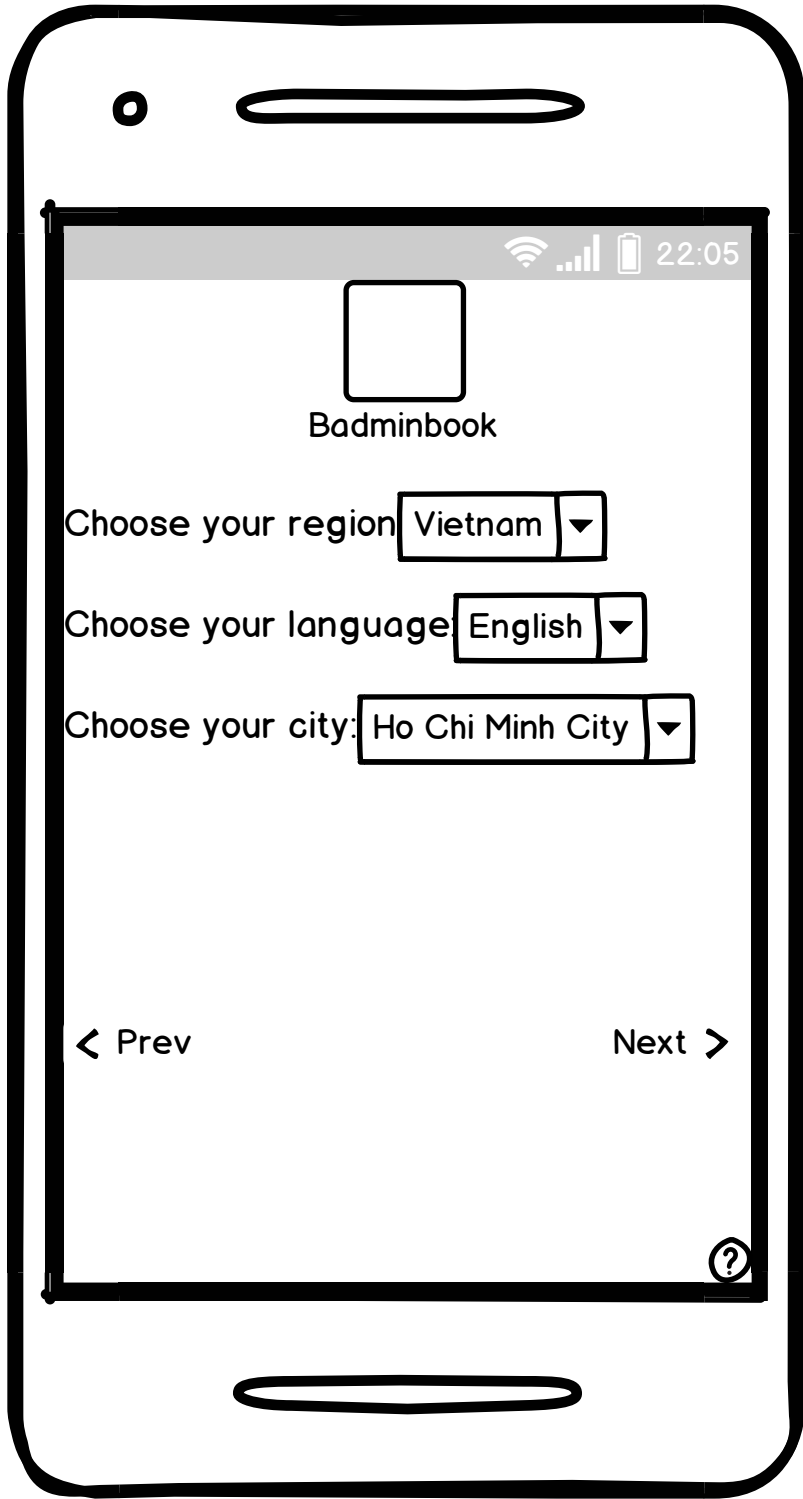 22:05
Badminbook
Choose your region Vietnam
Choose your language: English
Choose your city: Ho Chi Minh City
< Prev Next >
?